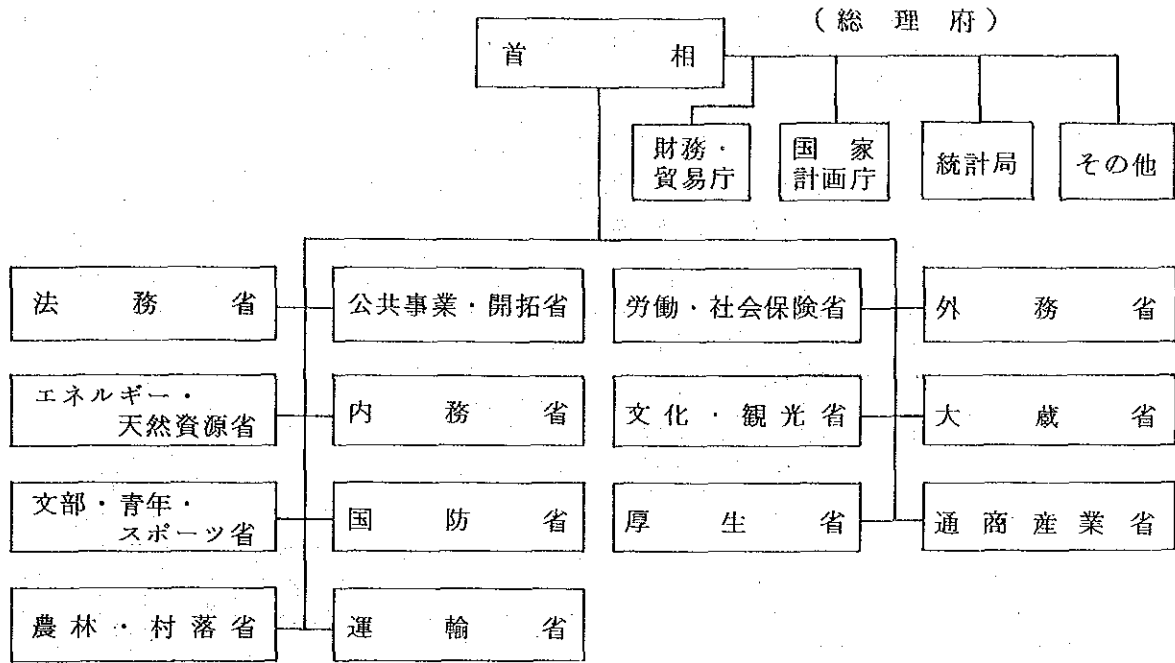 （総理府）
首相
財務・
貿易庁
国家
計画庁
統計局
その他
法務省
公共事業・開拓省
労働・社会保険省
外務省
エネルギー・
天然資源省
内務省
文化・観光省
大蔵省
文部・青年・
スポーツ省
国防省
厚生省
通商産業省
農林・村落省
運輸省